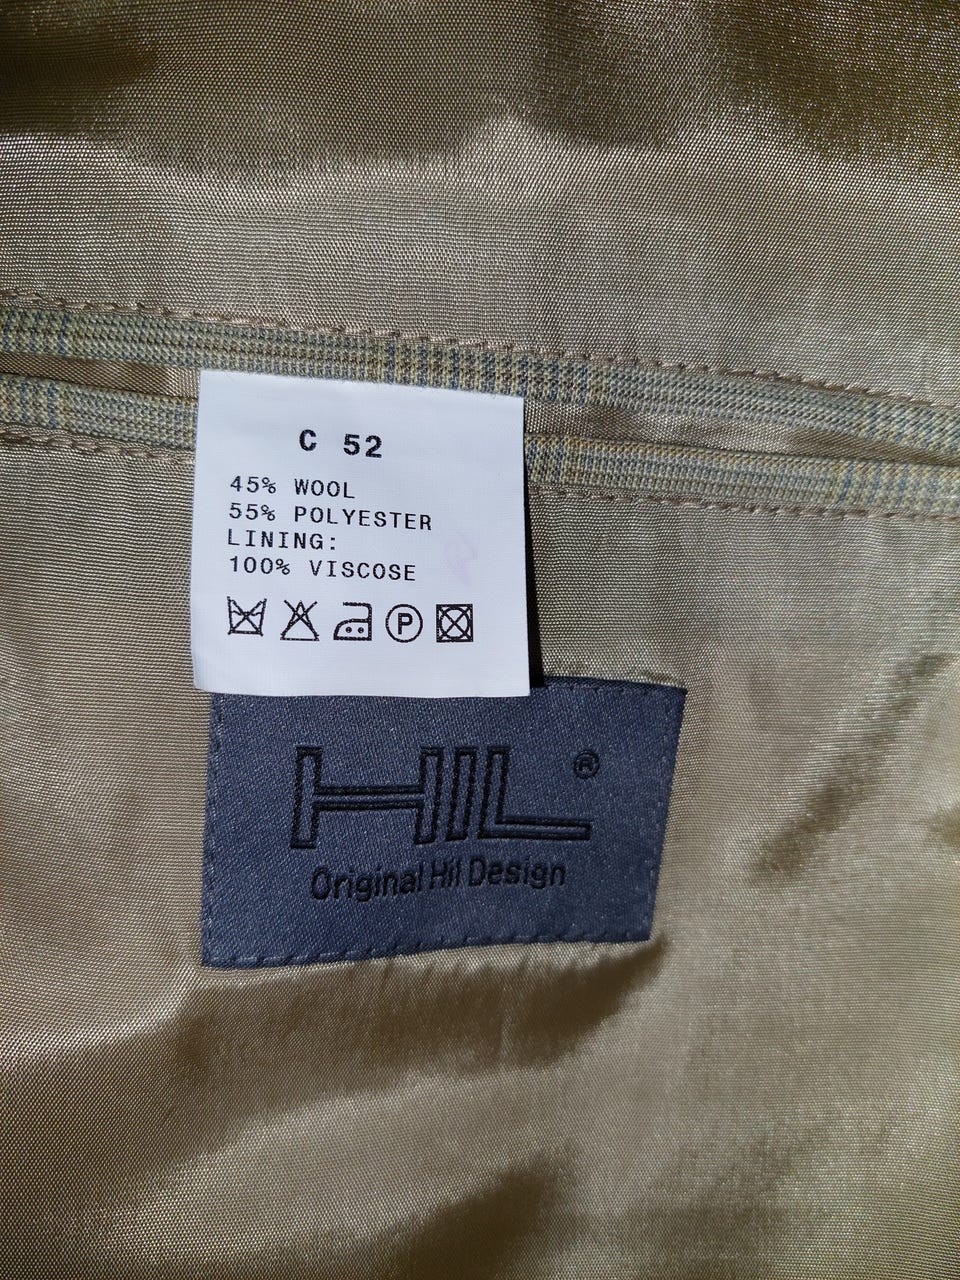 C 52
45% WOOL
55% POLYESTER
LINING:
100% VISCOSE
P
HIL®
Original Hil Design